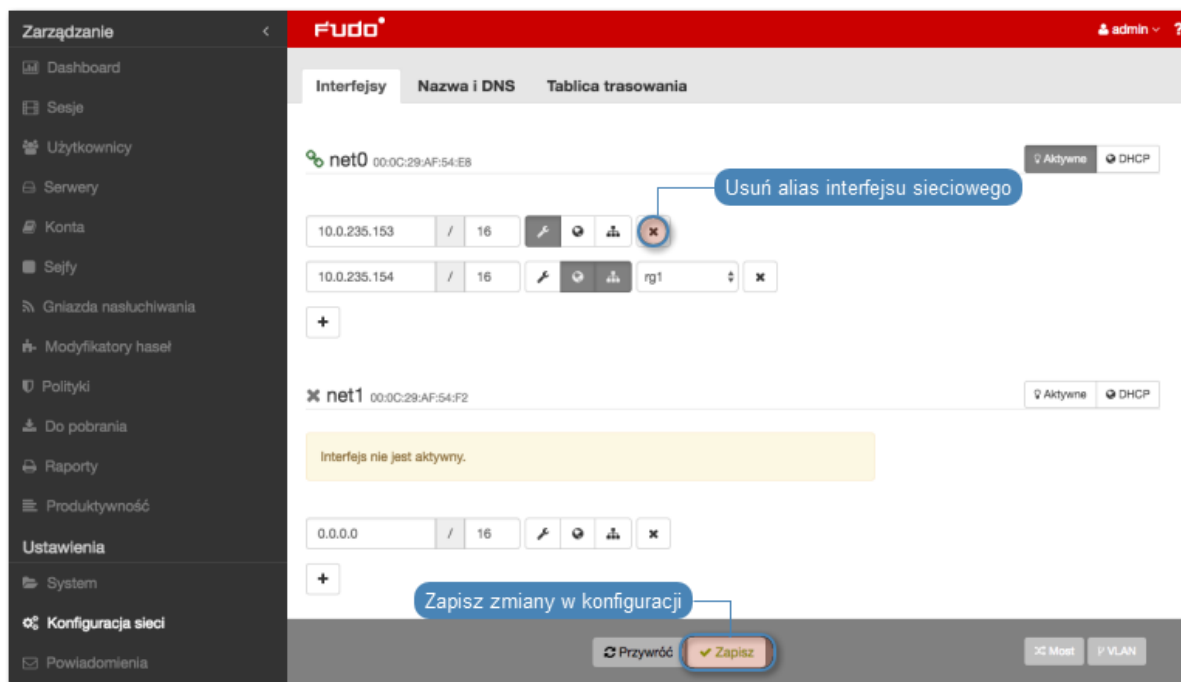 Zarządzanie
Dashboard
Sesje
Użytkownicy
Serwery
Konta
Sejfy
Gniazda nasłuchiwania
Modyfikatory haseł
Polityki
Do pobrania
Raporty
Produktywność
Ustawienia
System
Konfiguracja sieci
Powiadomienia
FUDO
admin ?
Interfejsy Nazwa i DNS Tablica trasowania
net0 00:0C:29:AF:54:E8 Aktywne DHCP
Usuń alias interfejsu sieciowego
10.0.235.153 / 16
10.0.235.154 / 16 rg1
net1 00:0C:29:AF:54:F2 Aktywne DHCP
Interfejs nie jest aktywny.
0.0.0.0 / 16
Zapisz zmiany w konfiguracji
Przywróć Zapisz Most VLAN